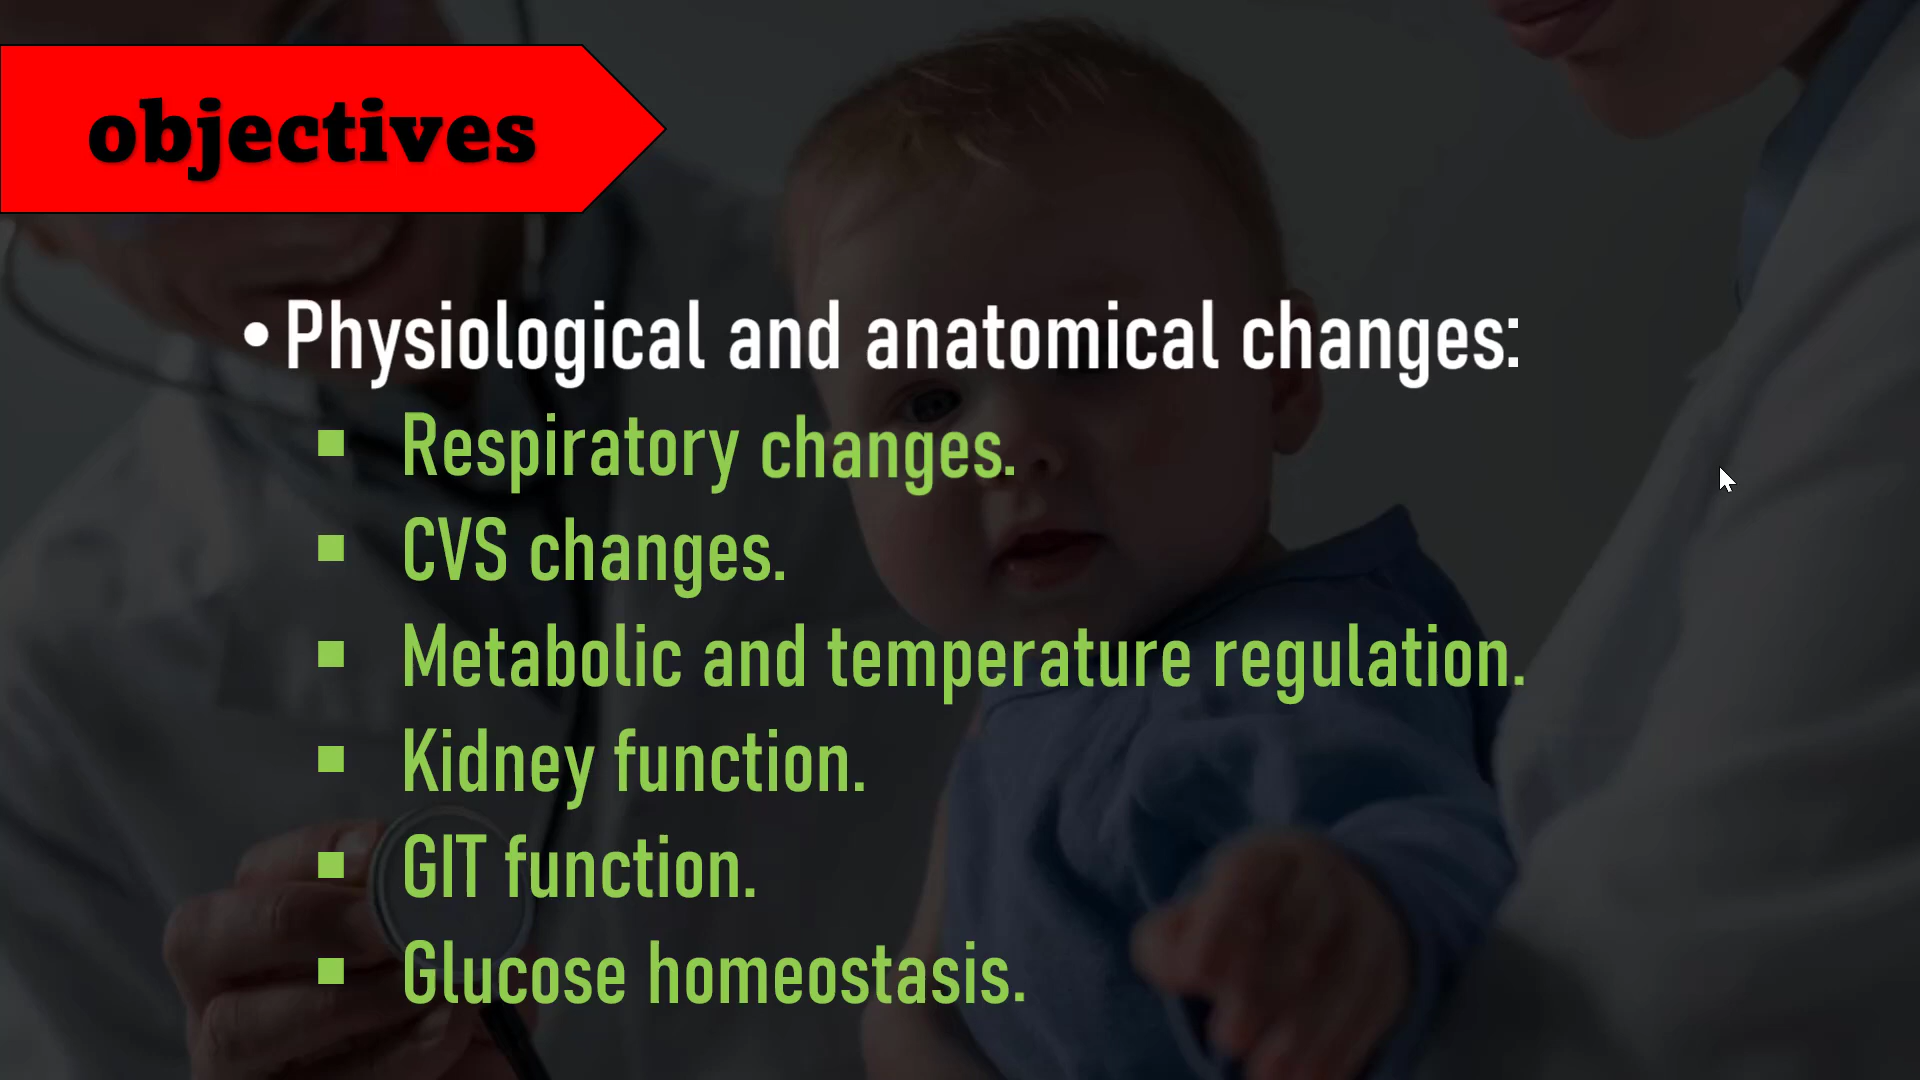 objectives
• Physiological and anatomical changes:
▪ Respiratory changes.
▪ CVS changes.
▪ Metabolic and temperature regulation.
▪ Kidney function.
▪ GIT function.
▪ Glucose homeostasis.